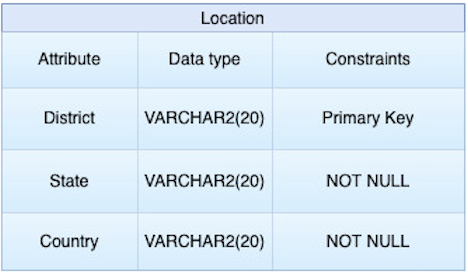 Location
Attribute Data type Constraints
District VARCHAR2(20) Primary Key
State VARCHAR2(20) NOT NULL
Country VARCHAR2(20) NOT NULL